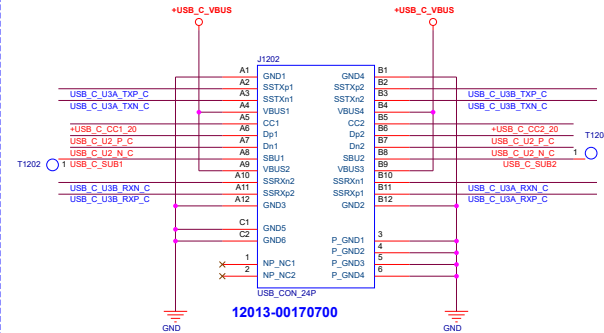 +USB_C_VBUS +USB_C_VBUS
J1202
A1 GND1 GND4 B1
A2 SSTXp1 SSTXp2 B2
USB_C_U3A_TXP_C A3 SSTXn1 SSTXn2 B3 USB_C_U3B_TXP_C
USB_C_U3A_TXN_C A4 VBUS1 VBUS4 B4 USB_C_U3B_TXN_C
A5 CC1 CC2 B5
+USB_C_CC1_20 A6 Dp1 Dp2 B6 +USB_C_CC2_20
USB_C_U2_P_C A7 Dn1 Dn2 B7 USB_C_U2_P_C
USB_C_U2_N_C A8 SBU1 SBU2 B8 USB_C_U2_N_C 1 T120
T1202 1 USB_C_SUB1 A9 VBUS2 VBUS3 B9 USB_C_SUB2
A10 SSRXn2 SSRXn1 B10
USB_C_U3B_RXN_C A11 SSRXp2 SSRXp1 B11 USB_C_U3A_RXN_C
USB_C_U3B_RXP_C A12 GND3 GND2 B12 USB_C_U3A_RXP_C
C1 GND5
C2 GND6 P_GND1 3
P_GND2 4
1 NP_NC1 P_GND3 5
2 NP_NC2 P_GND4 6
USB_CON_24P
12013-00170700
GND GND